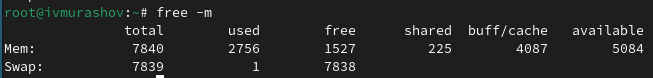 root@ivmurashov:~# free -m
total used free shared buff/cache available
Mem: 7840 2756 1527 225 4087 5084
Swap: 7839 1 7838